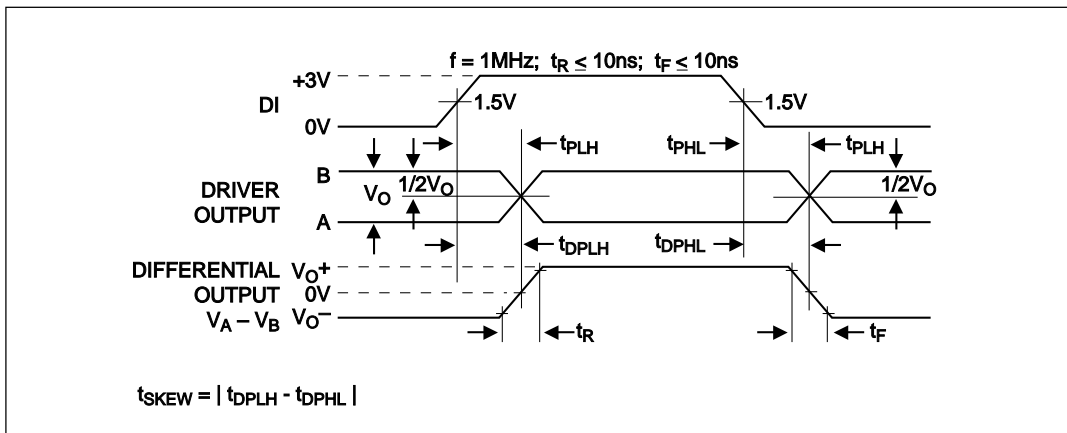 f = 1MHz; tR ≤ 10ns; tF ≤ 10ns
+3V
DI
1.5V
1.5V
0V
tPLH
tPHL
tPLH
B
DRIVER OUTPUT
VO
1/2VO
1/2VO
A
tDPLH
tDPHL
DIFFERENTIAL OUTPUT
VA – VB
VO+
0V
VO–
tR
tF
tSKEW = | tDPLH - tDPHL |